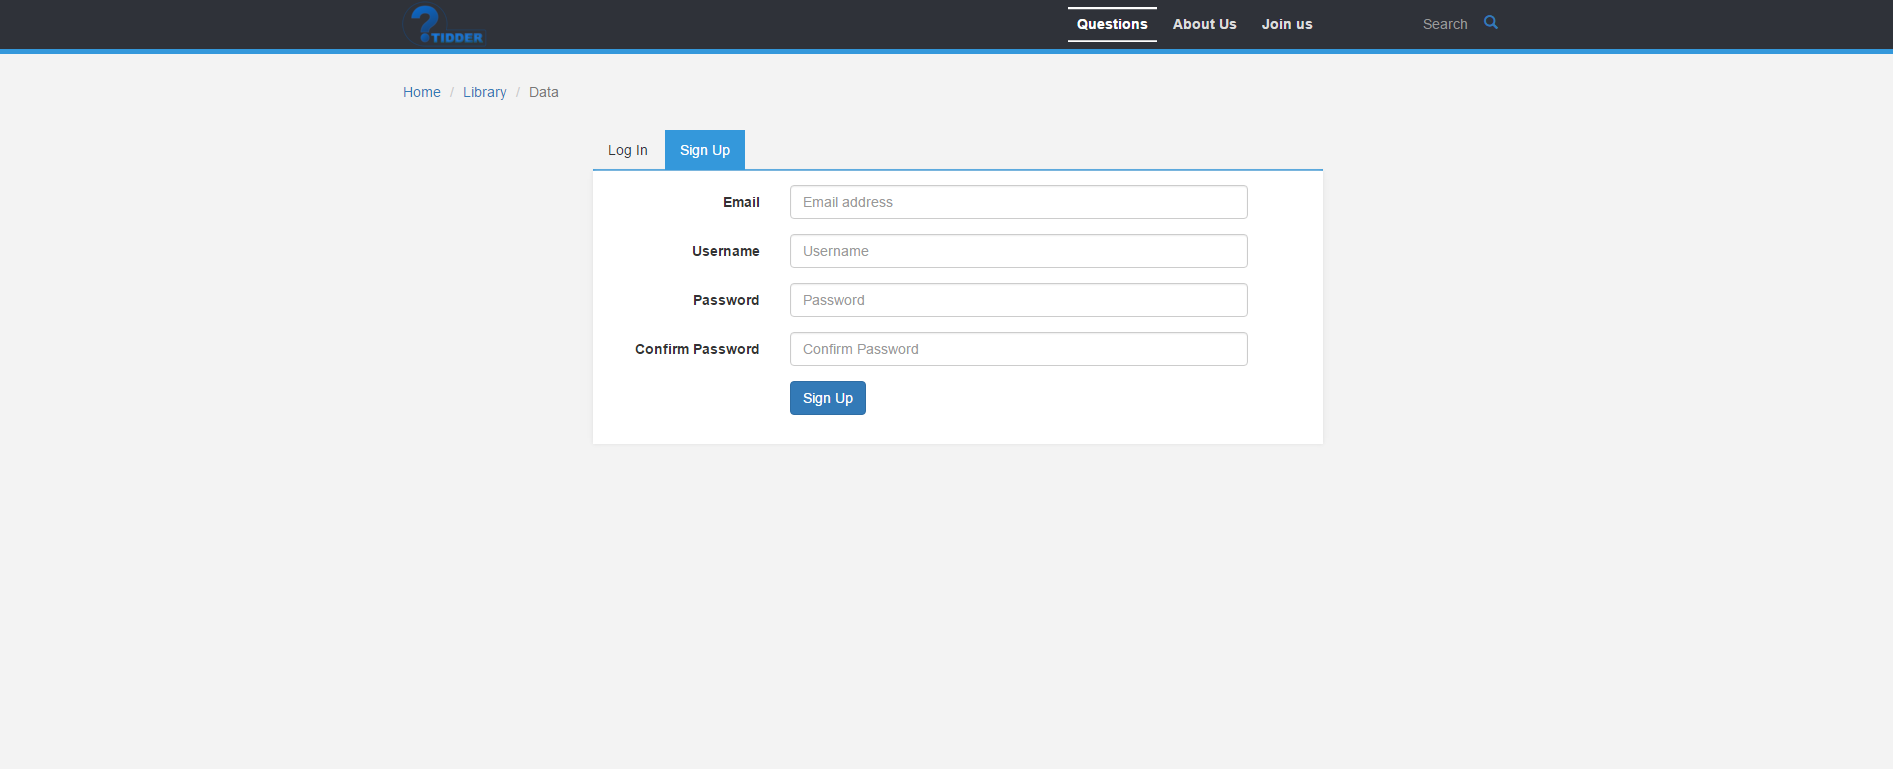 ?TIDDER
Questions About Us Join us Search
Home / Library / Data
Log In Sign Up
Email Email address
Username Username
Password Password
Confirm Password Confirm Password
Sign Up